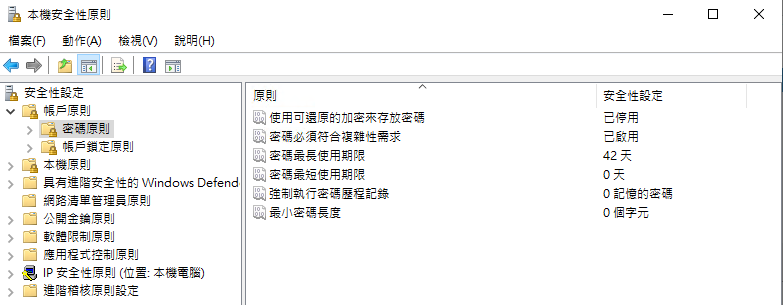 本機安全性原則
檔案(F) 動作(A) 檢視(V) 說明(H)
安全性設定
帳戶原則
密碼原則
帳戶鎖定原則
本機原則
具有進階安全性的 Windows Defend
網路清單管理員原則
公開金鑰原則
軟體限制原則
應用程式控制原則
IP 安全性原則 (位置: 本機電腦)
進階稽核原則設定
原則 安全性設定
使用可還原的加密來存放密碼 已停用
密碼必須符合複雜性需求 已啟用
密碼最長使用期限 42 天
密碼最短使用期限 0 天
強制執行密碼歷程記錄 0 記憶的密碼
最小密碼長度 0 個字元